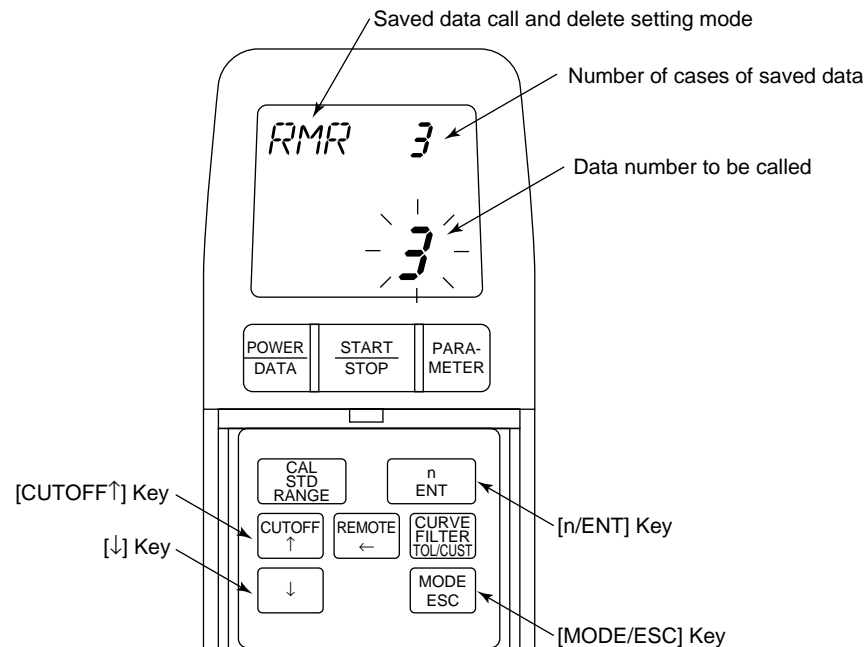 Saved data call and delete setting mode
Number of cases of saved data
RMR 3
Data number to be called
3
POWER
DATA
START
STOP
PARA-
METER
CAL
STD
RANGE
n
ENT
[CUTOFF↑] Key
CUTOFF
↑
REMOTE
←
CURVE
FILTER
TOL/CUST
[n/ENT] Key
[↓] Key
↓
MODE
ESC
[MODE/ESC] Key